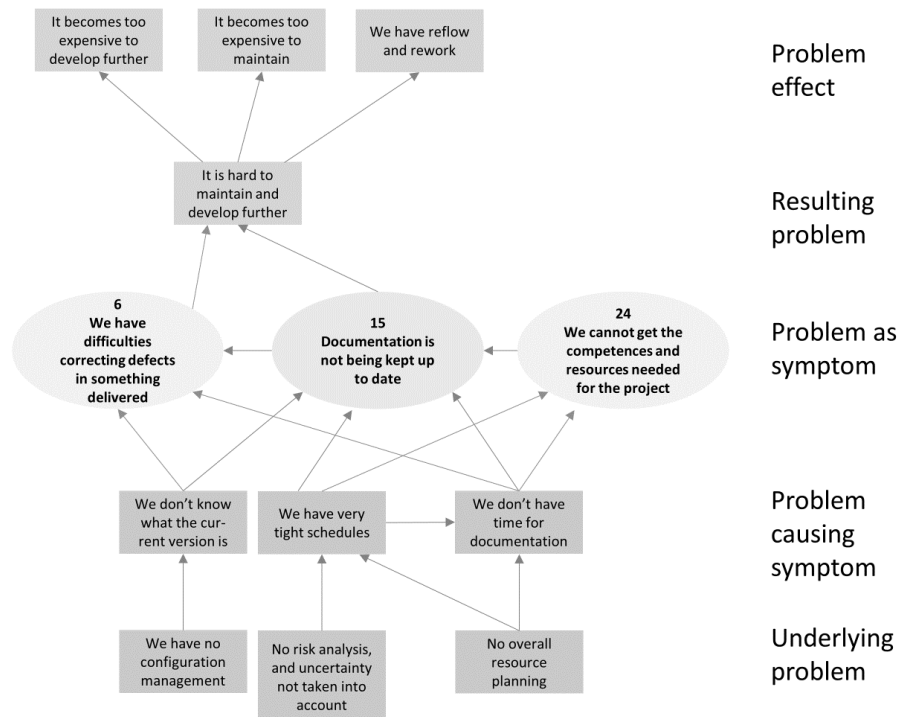 It becomes too
expensive to
develop further
It becomes too
expensive to
maintain
We have reflow
and rework
Problem
effect
It is hard to
maintain and
develop further
Resulting
problem
6
We have
difficulties
correcting defects
in something
delivered
15
Documentation is
not being kept up
to date
24
We cannot get the
competences and
resources needed
for the project
Problem as
symptom
We don't know
what the cur-
rent version is
We have very
tight schedules
We don't have
time for
documentation
Problem
causing
symptom
We have no
configuration
management
No risk analysis,
and uncertainty
not taken into
account
No overall
resource
planning
Underlying
problem